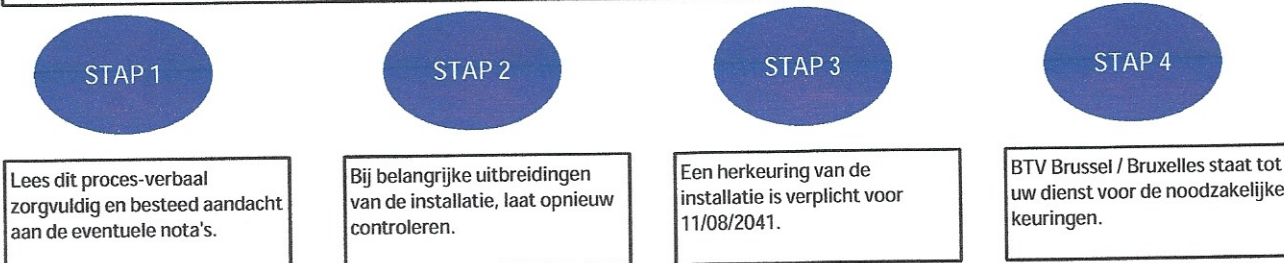 STAP 1
Lees dit proces-verbaal
zorgvuldig en besteed aandacht
aan de eventuele nota's.
STAP 2
Bij belangrijke uitbreidingen
van de installatie, laat opnieuw
controleren.
STAP 3
Een herkeuring van de
installatie is verplicht voor
11/08/2041.
STAP 4
BTV Brussel / Bruxelles staat tot
uw dienst voor de noodzakelijke
keuringen.